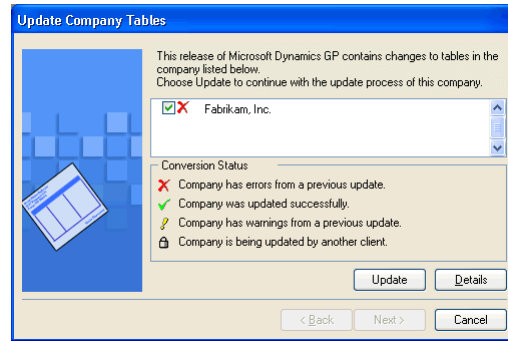 Update Company Tables
This release of Microsoft Dynamics GP contains changes to tables in the
company listed below.
Choose Update to continue with the update process of this company.
Fabrikam, Inc.
Conversion Status
Company has errors from a previous update.
Company was updated successfully.
Company has warnings from a previous update.
Company is being updated by another client.
Update Details
< Back Next > Cancel